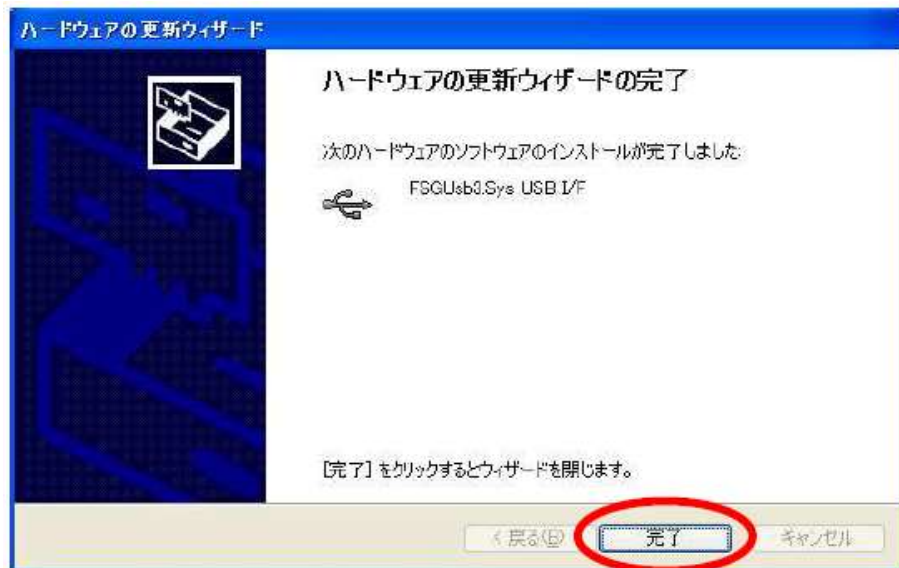 ハードウェアの更新ウィザード
ハードウェアの更新ウィザードの完了
次のハードウェアのソフトウェアのインストールが完了しました:
FSGUsb3.Sys USB I/F
[完了] をクリックするとウィザードを閉じます。
< 戻る(B)
完了
キャンセル